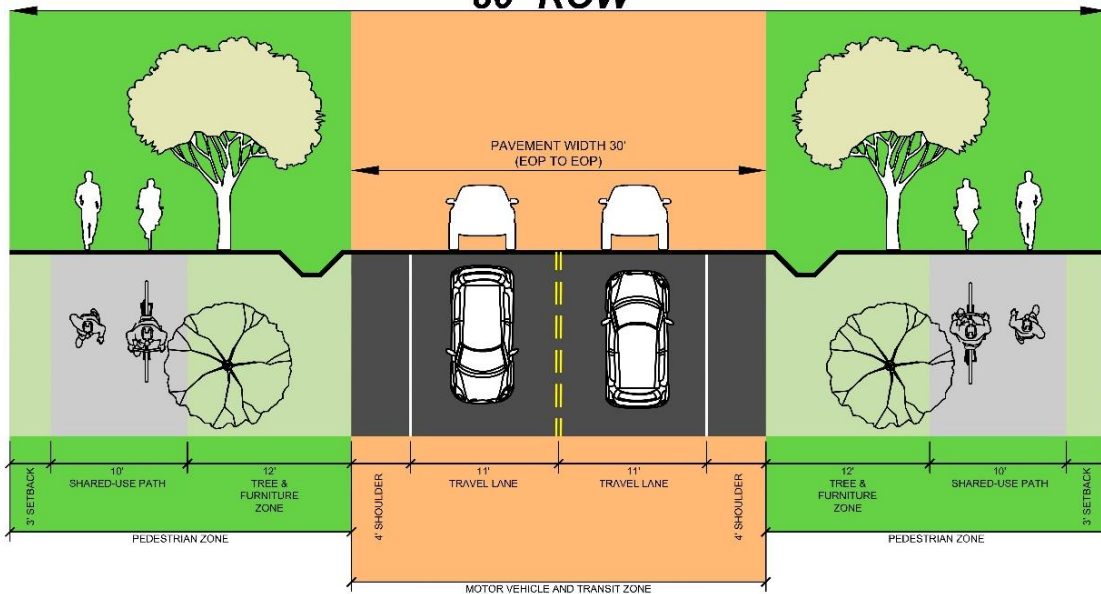 80' ROW
PAVEMENT WIDTH 30'
(EOP TO EOP)
3' SETBACK
10'
SHARED-USE PATH
12'
TREE &
FURNITURE
ZONE
4' SHOULDER
11'
TRAVEL LANE
11'
TRAVEL LANE
4' SHOULDER
12'
TREE &
FURNITURE
ZONE
10'
SHARED-USE PATH
3' SETBACK
PEDESTRIAN ZONE
PEDESTRIAN ZONE
MOTOR VEHICLE AND TRANSIT ZONE